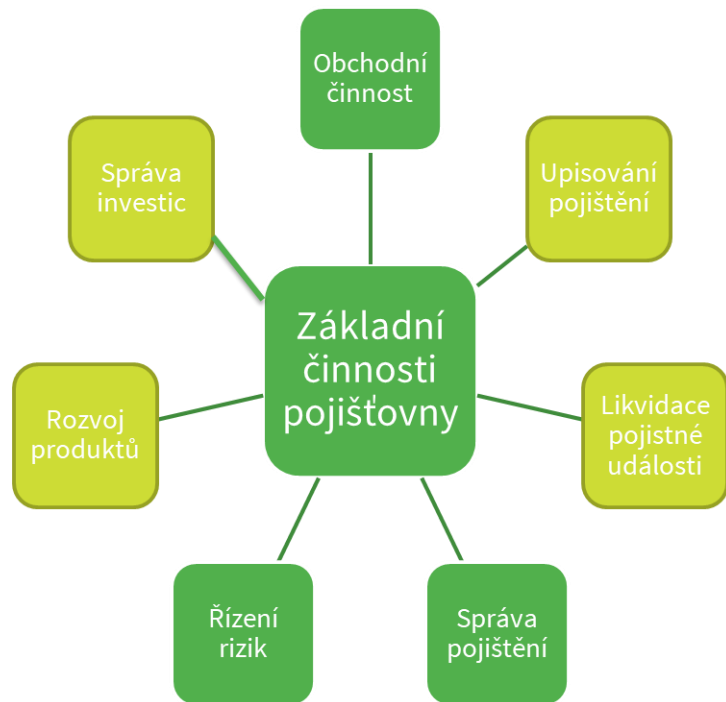 Obchodní
činnost
Správa
investic
Upisování
pojištění
Základní
činnosti
pojišťovny
Rozvoj
produktů
Likvidace
pojistné
události
Řízení
rizik
Správa
pojištění